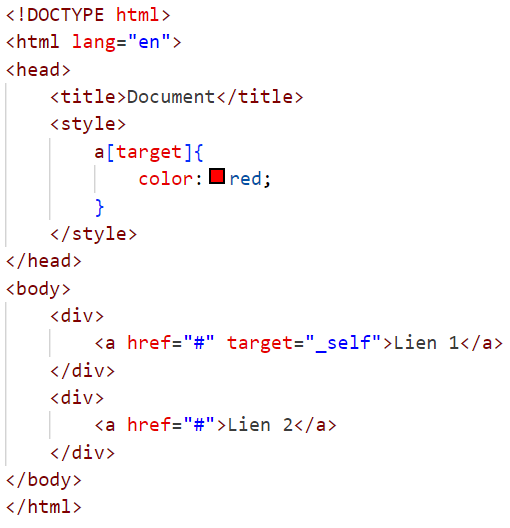 <!DOCTYPE html>
<html lang="en">
<head>
    <title>Document</title>
    <style>
        a[target]{
            color: red;
        }
    </style>
</head>
<body>
    <div>
        <a href="#" target="_self">Lien 1</a>
    </div>
    <div>
        <a href="#">Lien 2</a>
    </div>
</body>
</html>